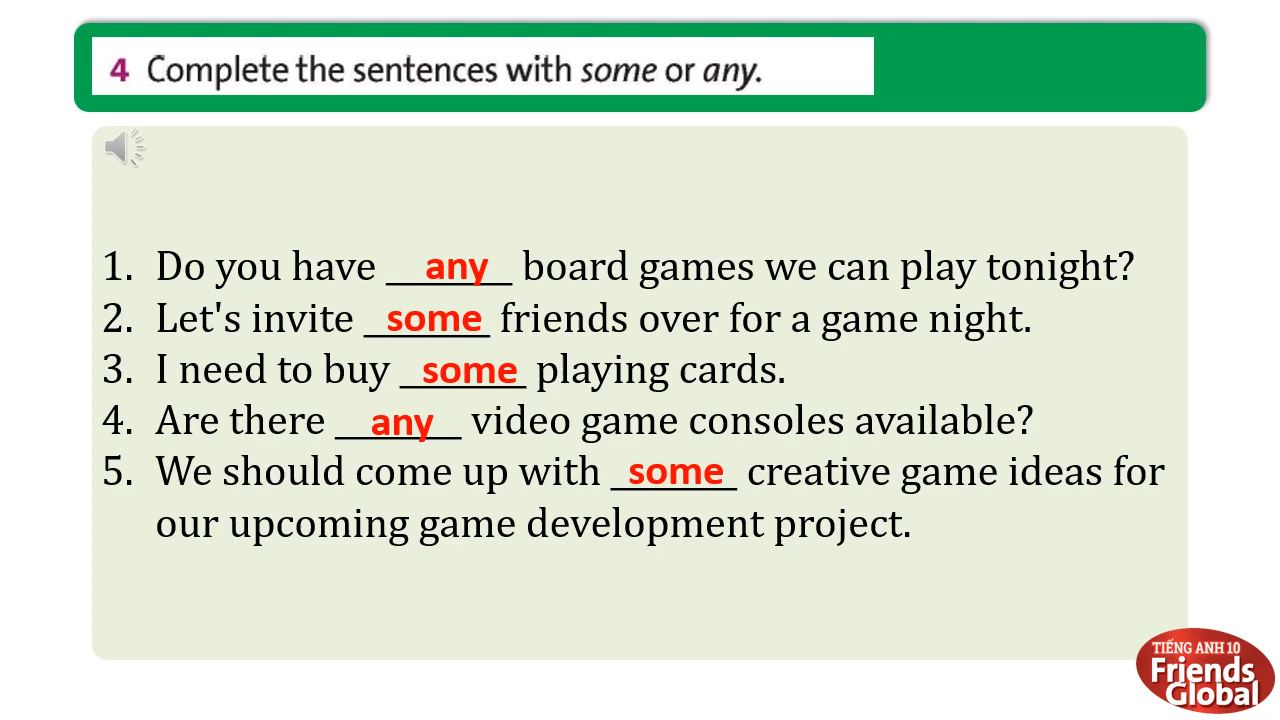 4 Complete the sentences with some or any.
1. Do you have any board games we can play tonight?
2. Let's invite some friends over for a game night.
3. I need to buy some playing cards.
4. Are there any video game consoles available?
5. We should come up with some creative game ideas for
our upcoming game development project.
TIẾNG ANH 10
Friends
Global